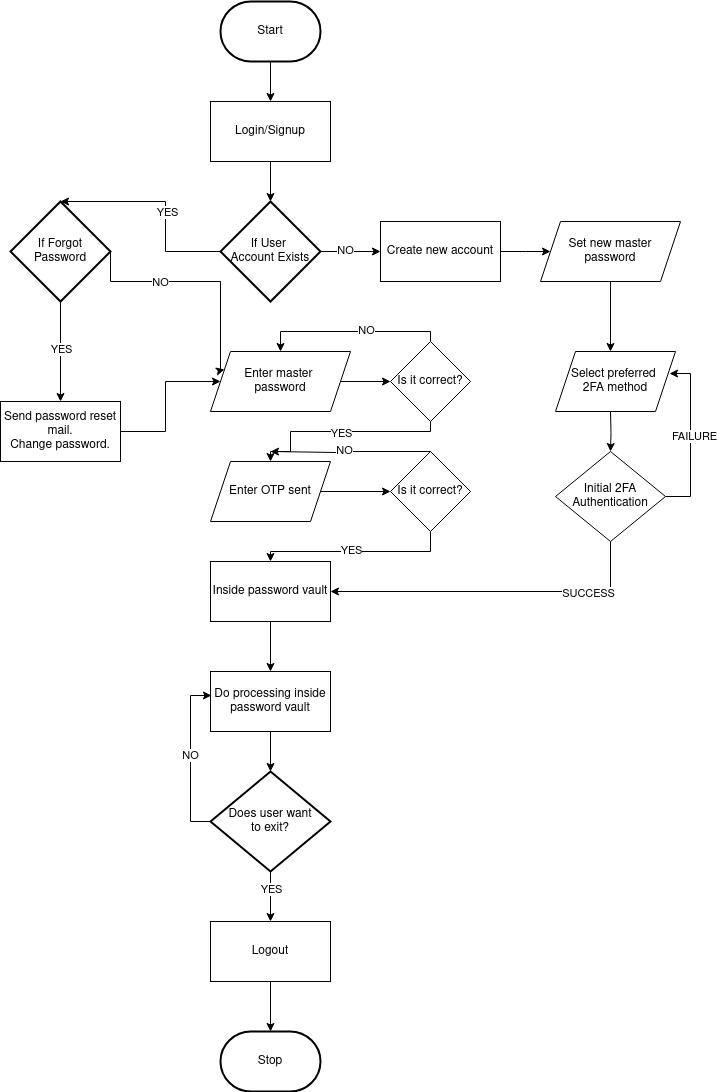 Start
Login/Signup
YES
If Forgot
Password
If User
Account Exists
NO
Create new account
Set new master
password
NO
YES
NO
Enter master
password
Is it correct?
Select preferred
2FA method
Send password reset
mail.
Change password.
YES
FAILURE
NO
Enter OTP sent
Is it correct?
Initial 2FA
Authentication
YES
Inside password vault
SUCCESS
Do processing inside
password vault
NO
Does user want
to exit?
YES
Logout
Stop